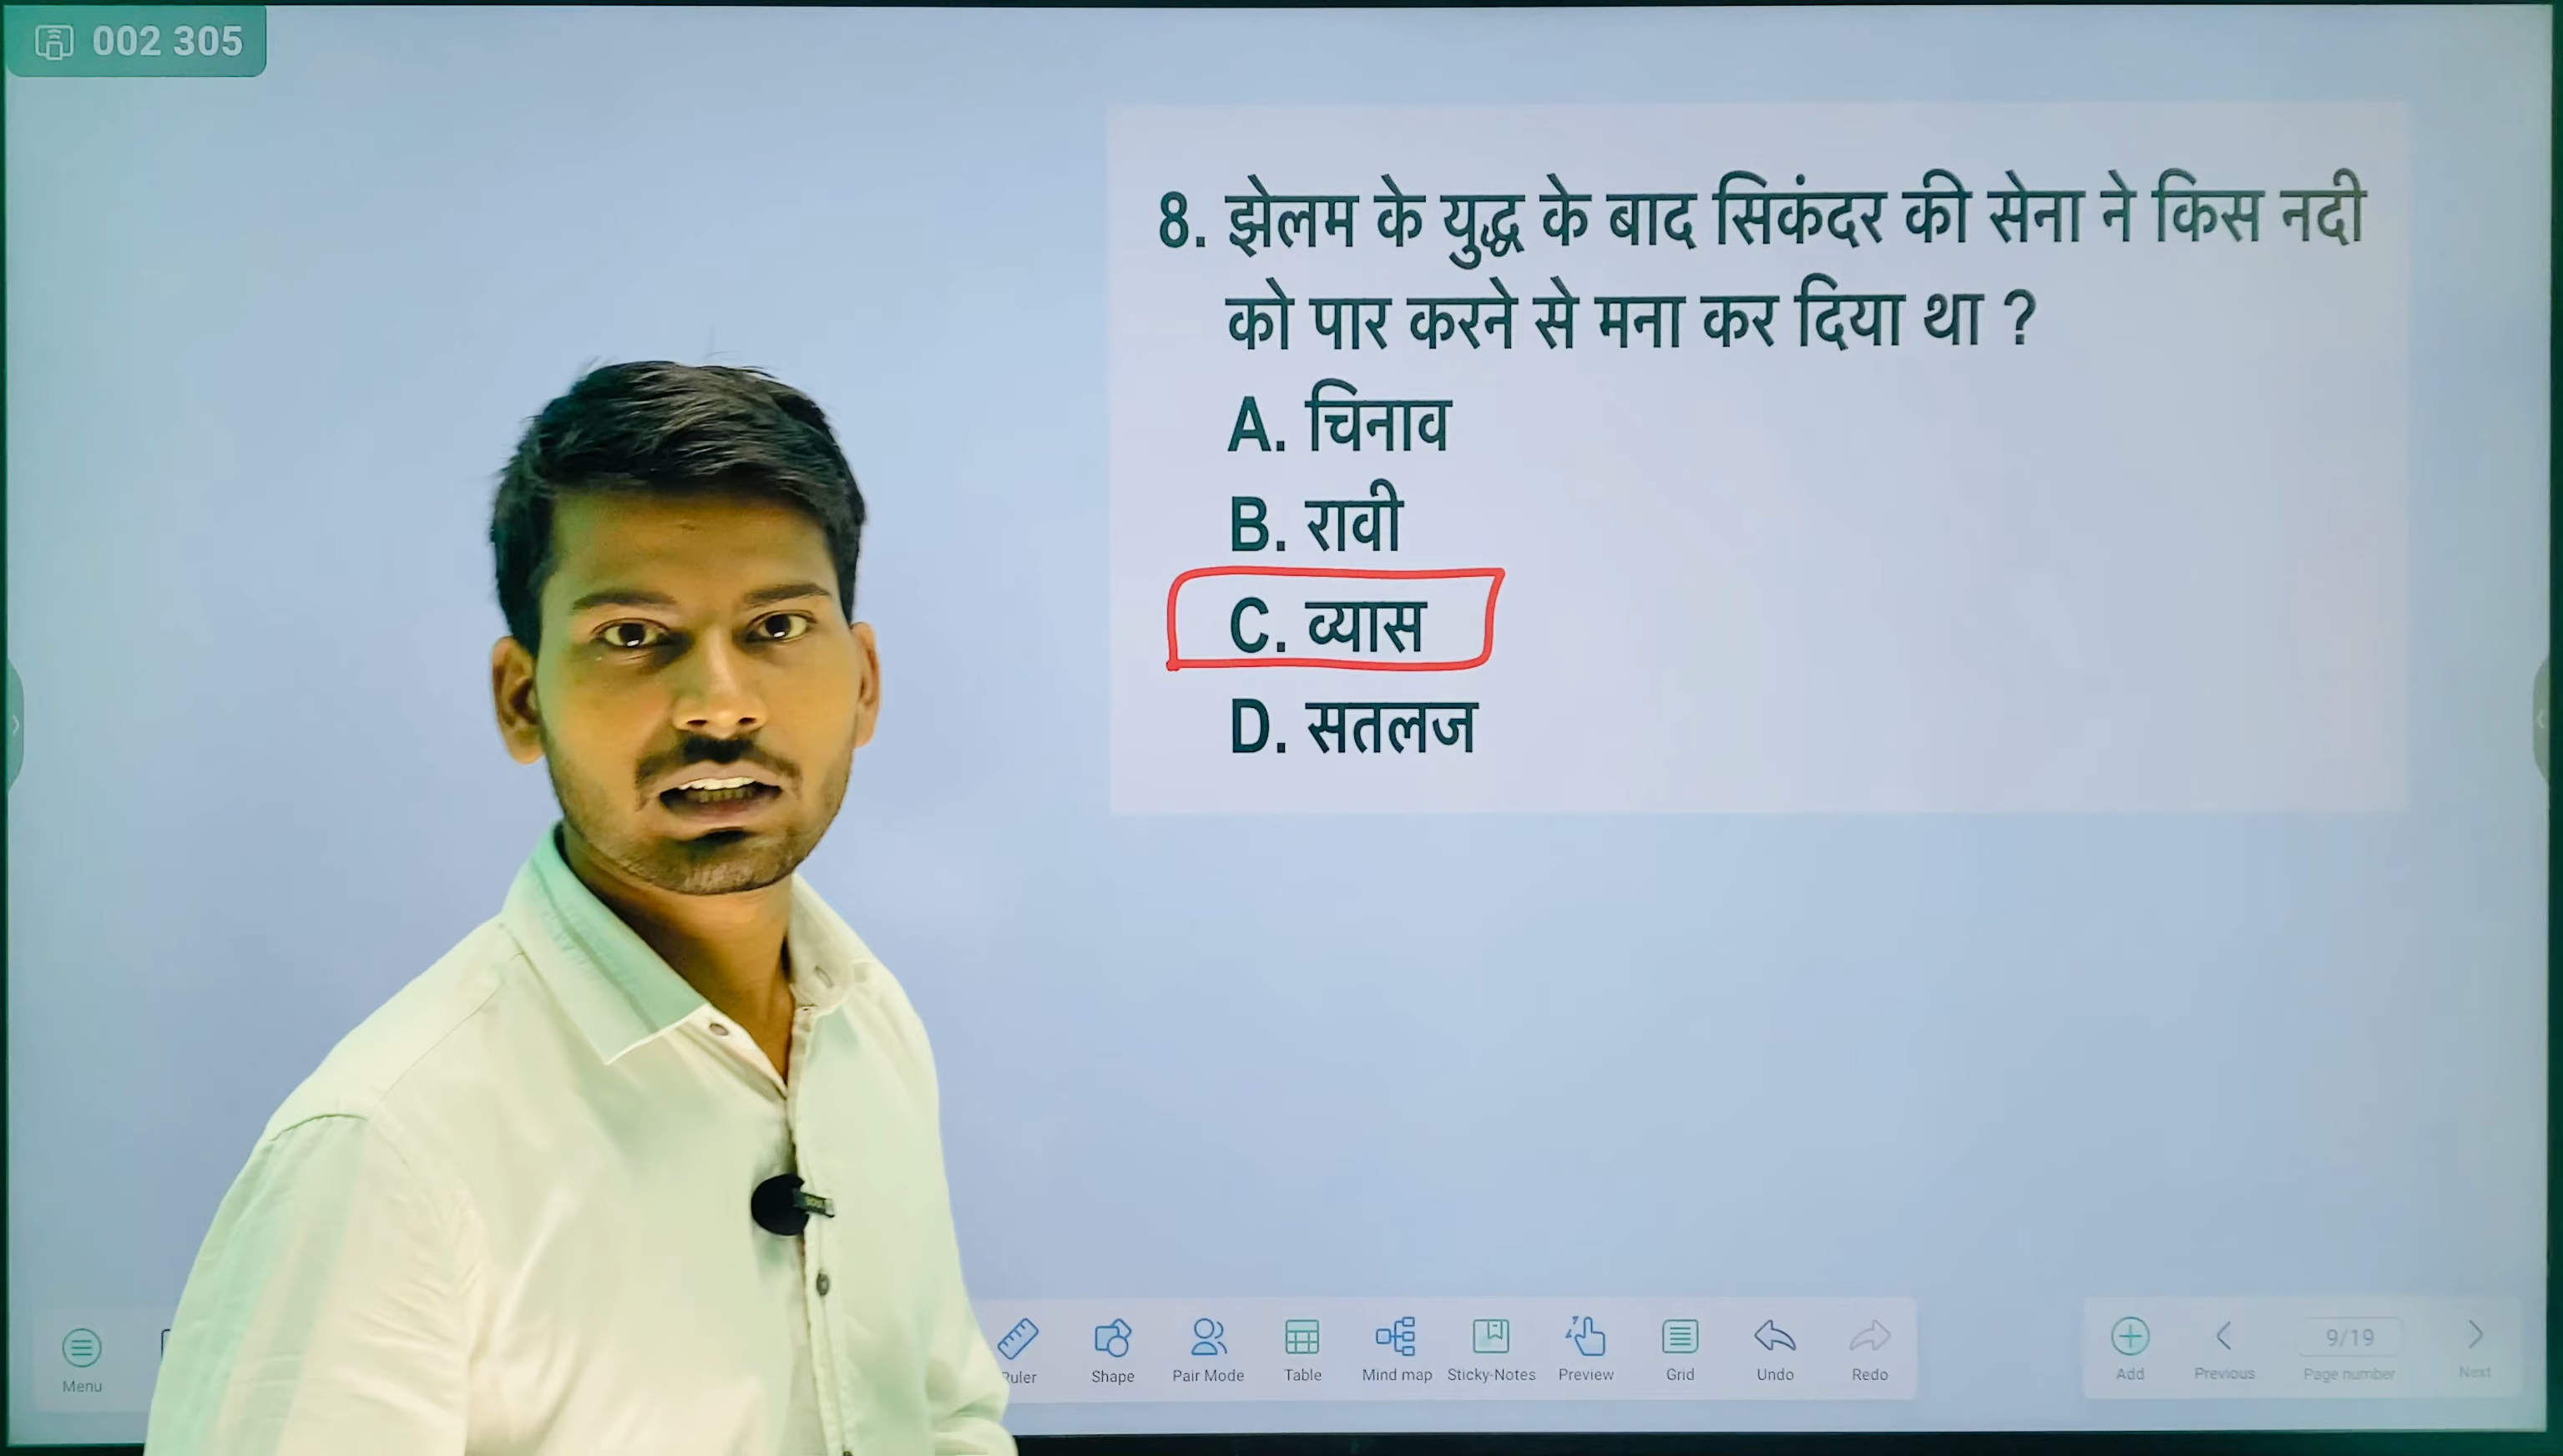 002 305
8. झेलम के युद्ध के बाद सिकंदर की सेना ने किस नदी
को पार करने से मना कर दिया था ?
A. चिनाव
B. रावी
C. व्यास
D. सतलज
Menu
Shape
Pair Mode
Table
Mind map
Sticky-Notes
Preview
Grid
Undo
Redo
Add
Previous
9/19
Page number
Next